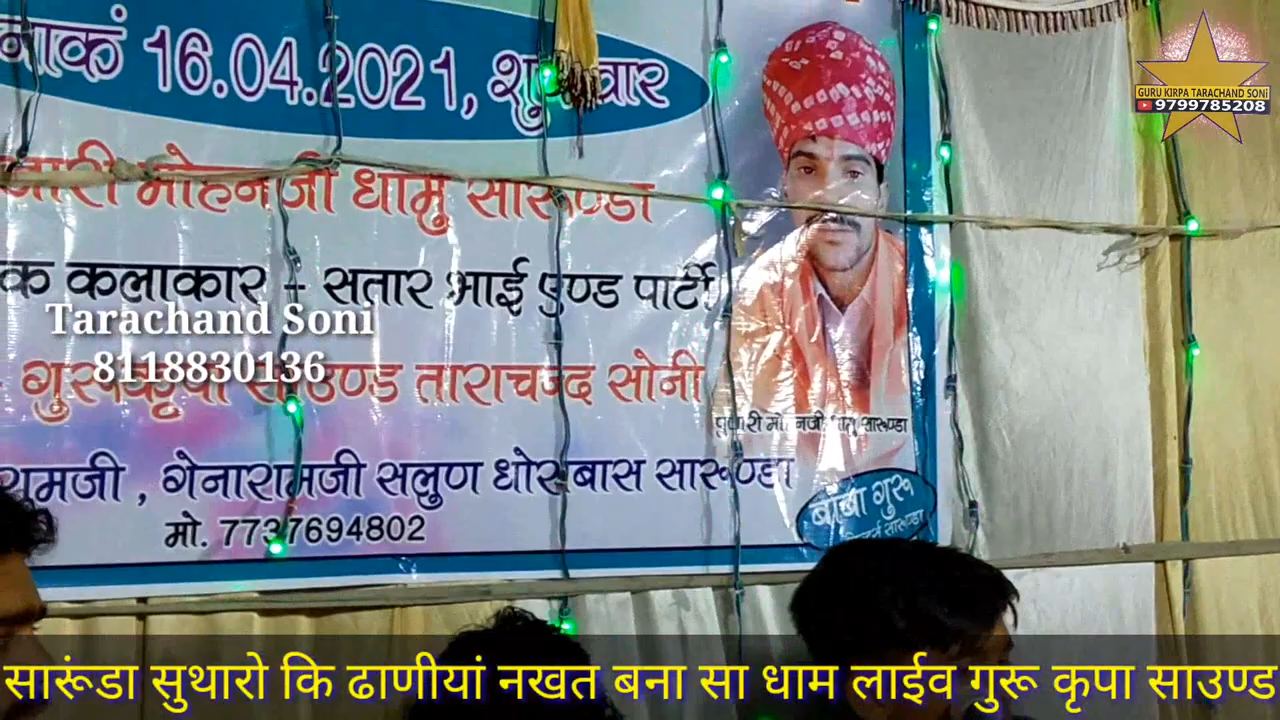 नाकं 16.04.2021,
GURU KIRPA TARACHAND SONI
9799785208
मोहनजी धामु सारूण्डा
क कलाकार - सतार भाई एण्ड पार्टी
Tarachand Soni
8118830136
साउण्ड ताराचन्द सोनी
, गेनारामजी सलुण धोरा बास सारूण्डा
मो. 7737694802
बाबा गुरू
सारूंडा सुथारो कि ढाणीयां नखत बना सा धाम लाईव गुरू कृपा साउण्ड